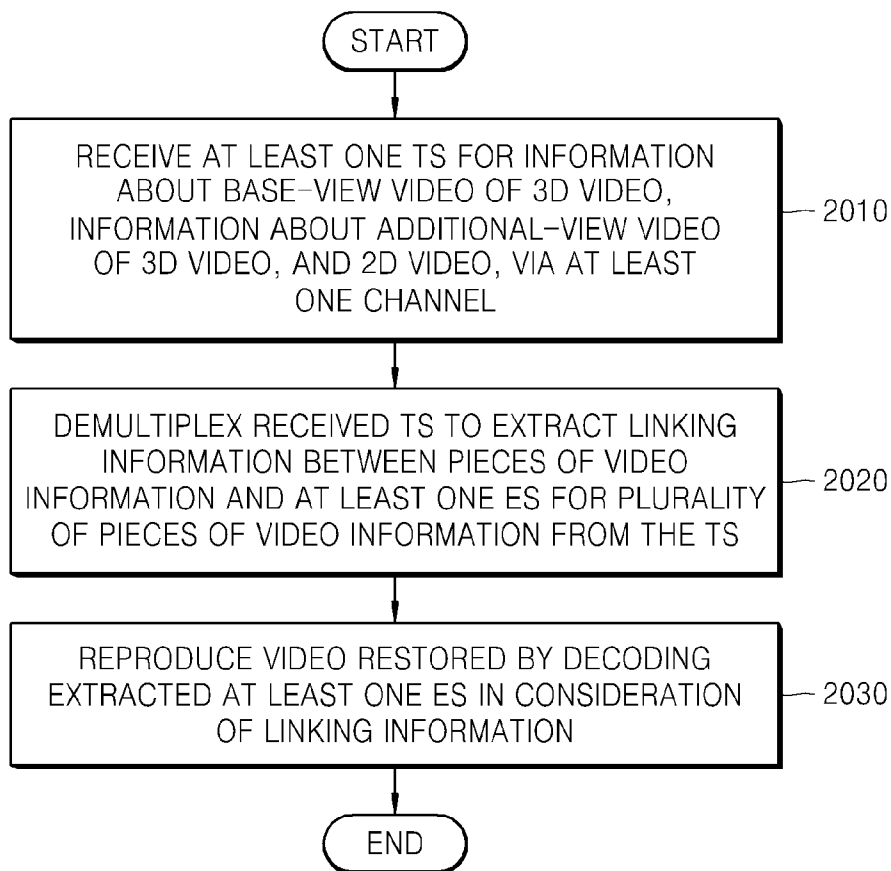 START
RECEIVE AT LEAST ONE TS FOR INFORMATION
ABOUT BASE-VIEW VIDEO OF 3D VIDEO,
INFORMATION ABOUT ADDITIONAL-VIEW VIDEO
OF 3D VIDEO, AND 2D VIDEO, VIA AT LEAST
ONE CHANNEL
2010
DEMULTIPLEX RECEIVED TS TO EXTRACT LINKING
INFORMATION BETWEEN PIECES OF VIDEO
INFORMATION AND AT LEAST ONE ES FOR PLURALITY
OF PIECES OF VIDEO INFORMATION FROM THE TS
2020
REPRODUCE VIDEO RESTORED BY DECODING
EXTRACTED AT LEAST ONE ES IN CONSIDERATION
OF LINKING INFORMATION
2030
END